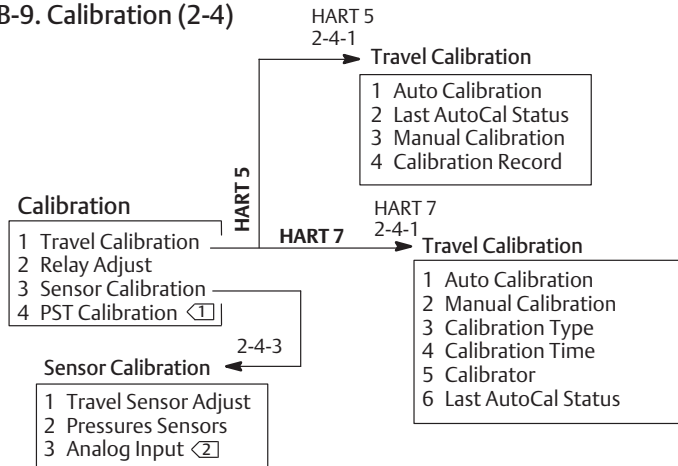 B-9. Calibration (2-4)
HART 5
2-4-1
Travel Calibration
1 Auto Calibration
2 Last AutoCal Status
3 Manual Calibration
4 Calibration Record
HART 5
Calibration
1 Travel Calibration
2 Relay Adjust
3 Sensor Calibration
4 PST Calibration 1
HART 7
HART 7
2-4-1
Travel Calibration
1 Auto Calibration
2 Manual Calibration
3 Calibration Type
4 Calibration Time
5 Calibrator
6 Last AutoCal Status
2-4-3
Sensor Calibration
1 Travel Sensor Adjust
2 Pressures Sensors
3 Analog Input 2